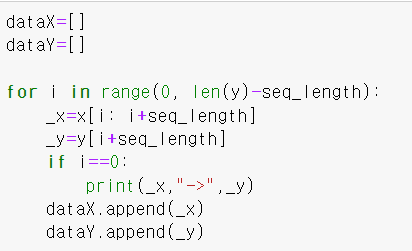 dataX=[]
dataY=[]
for i in range(0, len(y)-seq_length):
    _x=x[i: i+seq_length]
    _y=y[i+seq_length]
    if i==0:
        print(_x,"->",_y)
    dataX.append(_x)
    dataY.append(_y)